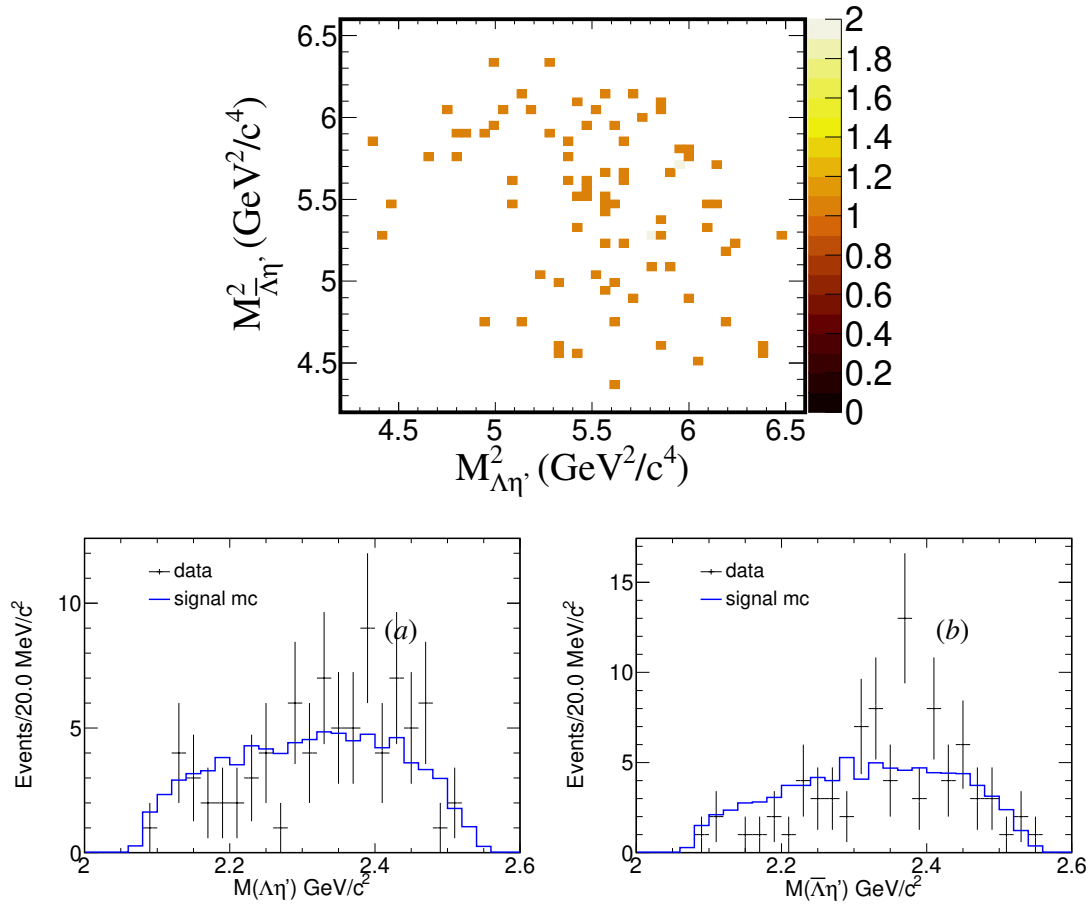 6.5
6
5.5
5
4.5
M²_Λ̅η’ (GeV²/c⁴)
4.5 5 5.5 6 6.5
M²_Λη’ (GeV²/c⁴)
2
1.8
1.6
1.4
1.2
1
0.8
0.6
0.4
0.2
0
data
signal mc
(a)
10
5
0
Events/20.0 MeV/c²
2 2.2 2.4 2.6
M(Λη’) GeV/c²
data
signal mc
(b)
15
10
5
0
Events/20.0 MeV/c²
2 2.2 2.4 2.6
M(Λ̅η’) GeV/c²